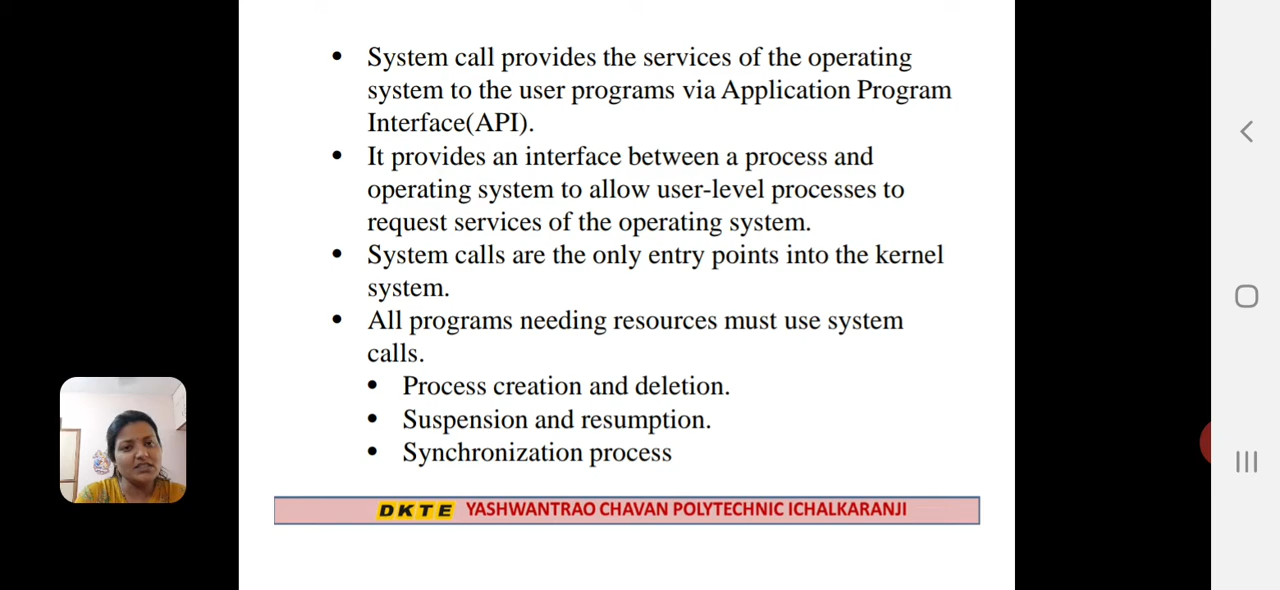 • System call provides the services of the operating
system to the user programs via Application Program
Interface(API).
• It provides an interface between a process and
operating system to allow user-level processes to
request services of the operating system.
• System calls are the only entry points into the kernel
system.
• All programs needing resources must use system
calls.
• Process creation and deletion.
• Suspension and resumption.
• Synchronization process
DKTE YASHWANTRAO CHAVAN POLYTECHNIC ICHALKARANJI